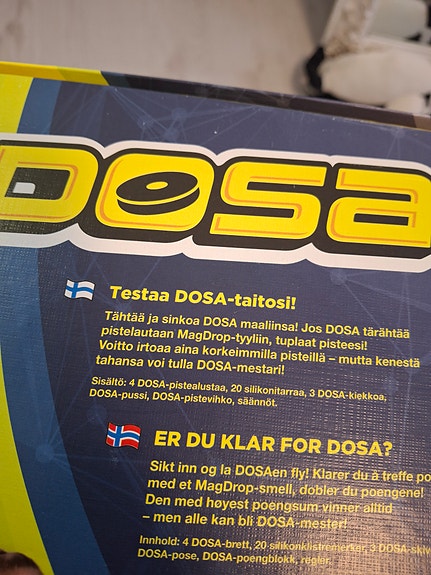 DOSA
Testaa DOSA-taitosi!
Tähtää ja sinkoa DOSA maaliinsa! Jos DOSA tärähtää
pistelautaan MagDrop-tyyliin, tuplaat pisteesi!
Voitto irtoaa aina korkeimmilla pisteillä – mutta kenestä
tahansa voi tulla DOSA-mestari!
Sisältö: 4 DOSA-pistealustaa, 20 silikonitarraa, 3 DOSA-kiekkoa,
DOSA-pussi, DOSA-pistevihko, säännöt.
ER DU KLAR FOR DOSA?
Sikt inn og la DOSAen fly! Klarer du å treffe po
med et MagDrop-smell, dobler du poengene!
Den med høyest poengsum vinner alltid
– men alle kan bli DOSA-mester!
Innhold: 4 DOSA-brett, 20 silikonklistremerker, 3 DOSA-skiv
DOSA-pose, DOSA-poengblokk, regler.